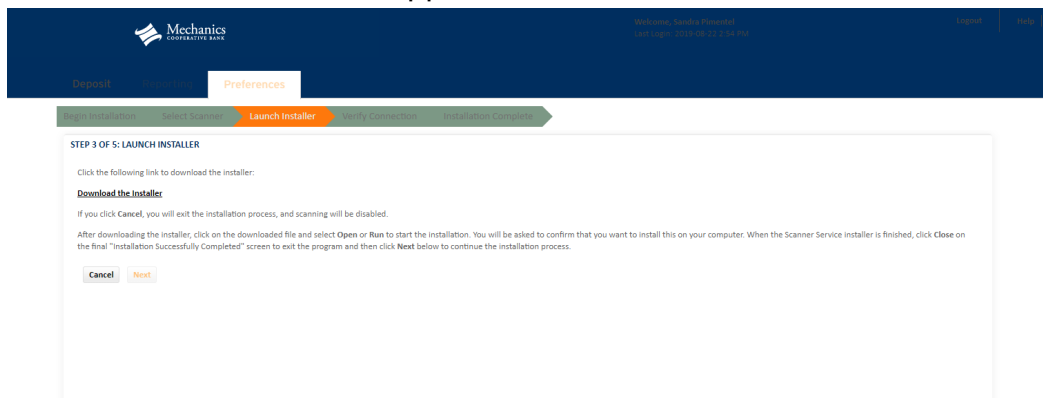 Mechanics
COOPERATIVE BANK
Welcome, Sandra Pimentel
Last Login: 2019-08-22 2:54 PM
Logout
Help
Deposit
Reporting
Preferences
Begin Installation
Select Scanner
Launch Installer
Verify Connection
Installation Complete
STEP 3 OF 5: LAUNCH INSTALLER
Click the following link to download the installer:
Download the Installer
If you click Cancel, you will exit the installation process, and scanning will be disabled.
After downloading the installer, click on the downloaded file and select Open or Run to start the installation. You will be asked to confirm that you want to install this on your computer. When the Scanner Service Installer is finished, click Close on
the final "Installation Successfully Completed" screen to exit the program and then click Next below to continue the installation process.
Cancel
Next